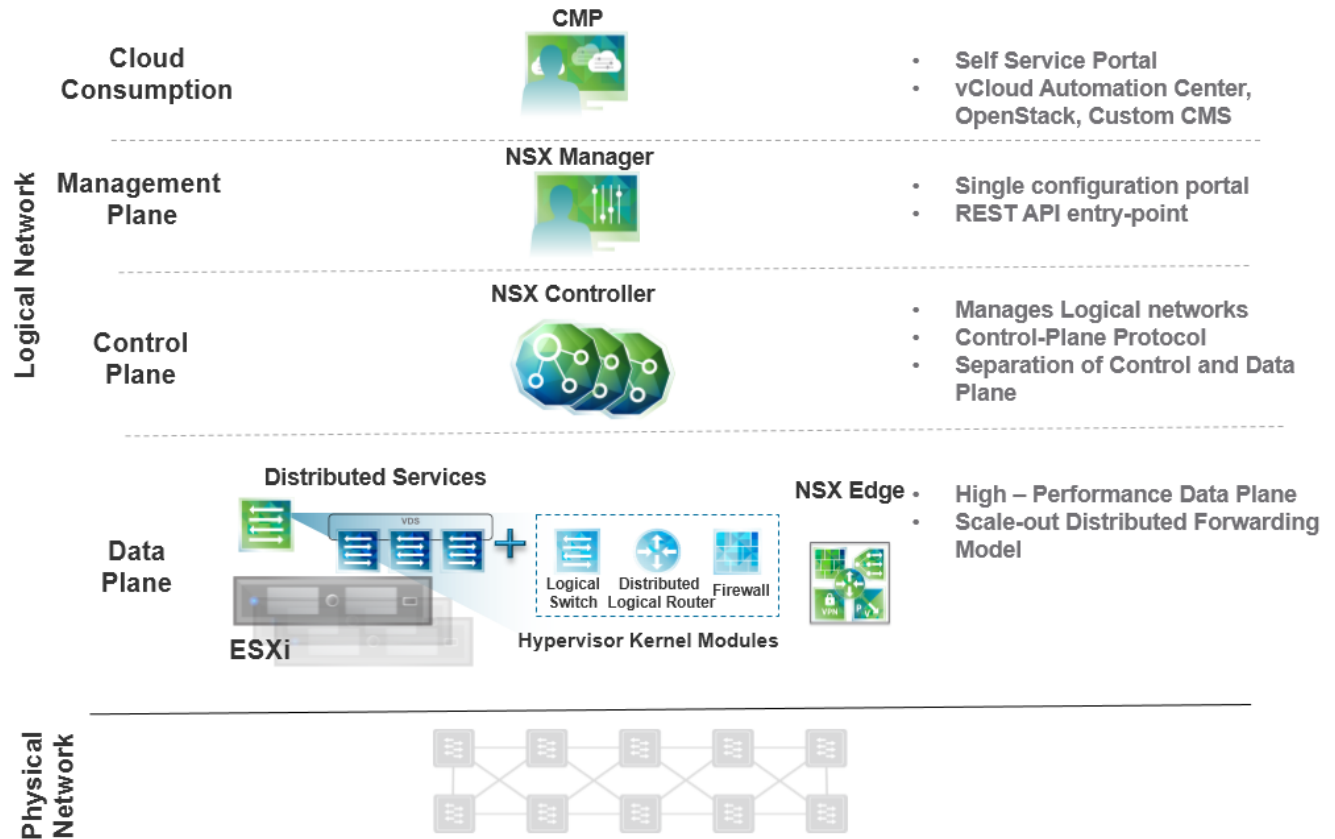 CMP
Cloud
Consumption
• Self Service Portal
• vCloud Automation Center,
OpenStack, Custom CMS
Logical Network
NSX Manager
Management
Plane
• Single configuration portal
• REST API entry-point
NSX Controller
Control
Plane
• Manages Logical networks
• Control-Plane Protocol
• Separation of Control and Data
Plane
Distributed Services
NSX Edge
• High – Performance Data Plane
• Scale-out Distributed Forwarding
Model
Data
Plane
VDS
Logical
Switch
Distributed
Logical Router
Firewall
VPN
ESXi
Hypervisor Kernel Modules
Physical
Network